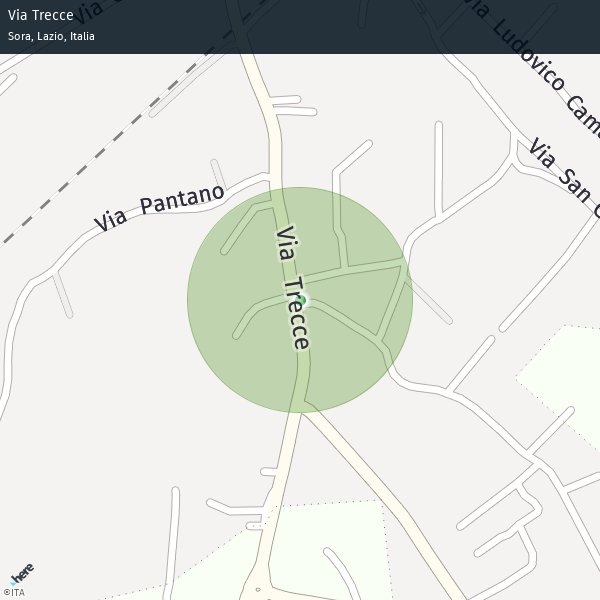 Via Trecce
Sora, Lazio, Italia
Via Ludovico Cam
Via San
Via Pantano
Via Trecce
here
©ITA